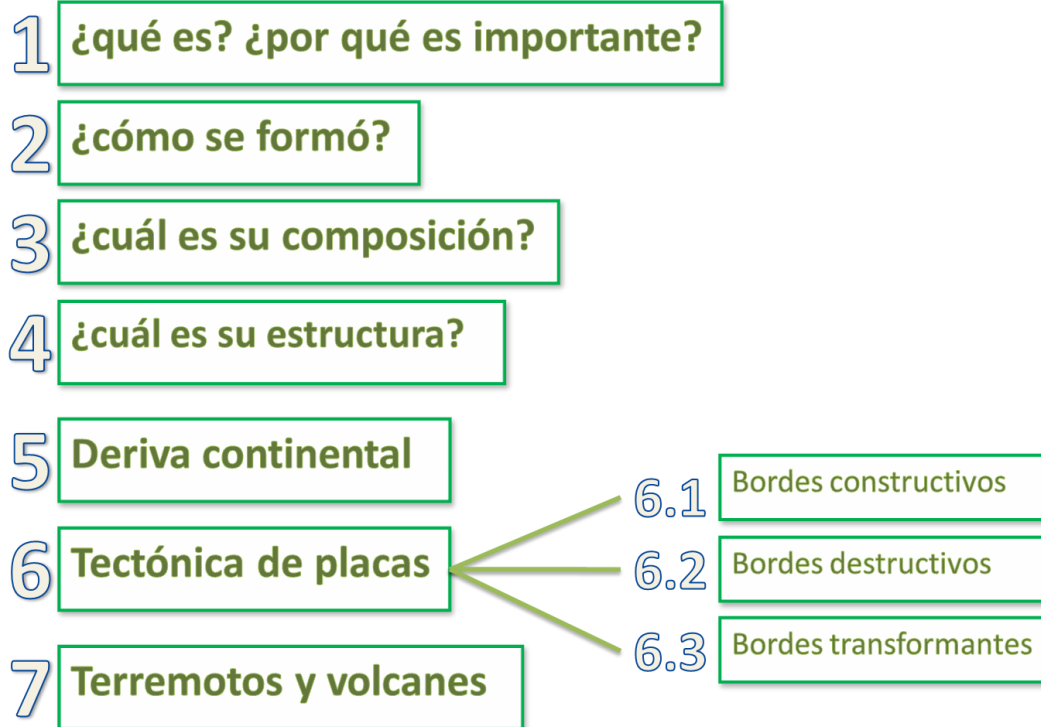 1 ¿qué es? ¿por qué es importante?
2 ¿cómo se formó?
3 ¿cuál es su composición?
4 ¿cuál es su estructura?
5 Deriva continental
6 Tectónica de placas
6.1 Bordes constructivos
6.2 Bordes destructivos
6.3 Bordes transformantes
7 Terremotos y volcanes